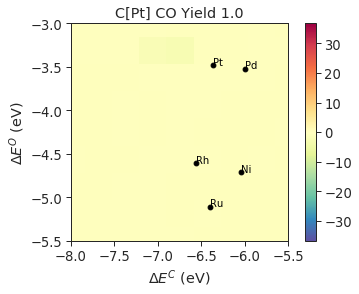 C[Pt] CO Yield 1.0
−3.0
−3.5
−4.0
−4.5
−5.0
−5.5
ΔE^O (eV)
Pt
Pd
Rh
Ni
Ru
−8.0 −7.5 −7.0 −6.5 −6.0 −5.5
ΔE^C (eV)
30
20
10
0
−10
−20
−30